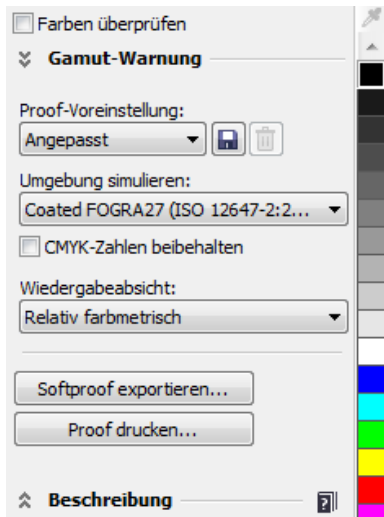 Farben überprüfen
Gamut-Warnung
Proof-Voreinstellung:
Angepasst
Umgebung simulieren:
Coated FOGRA27 (ISO 12647-2:2...
CMYK-Zahlen beibehalten
Wiedergabeabsicht:
Relativ farbmetrisch
Softproof exportieren...
Proof drucken...
Beschreibung